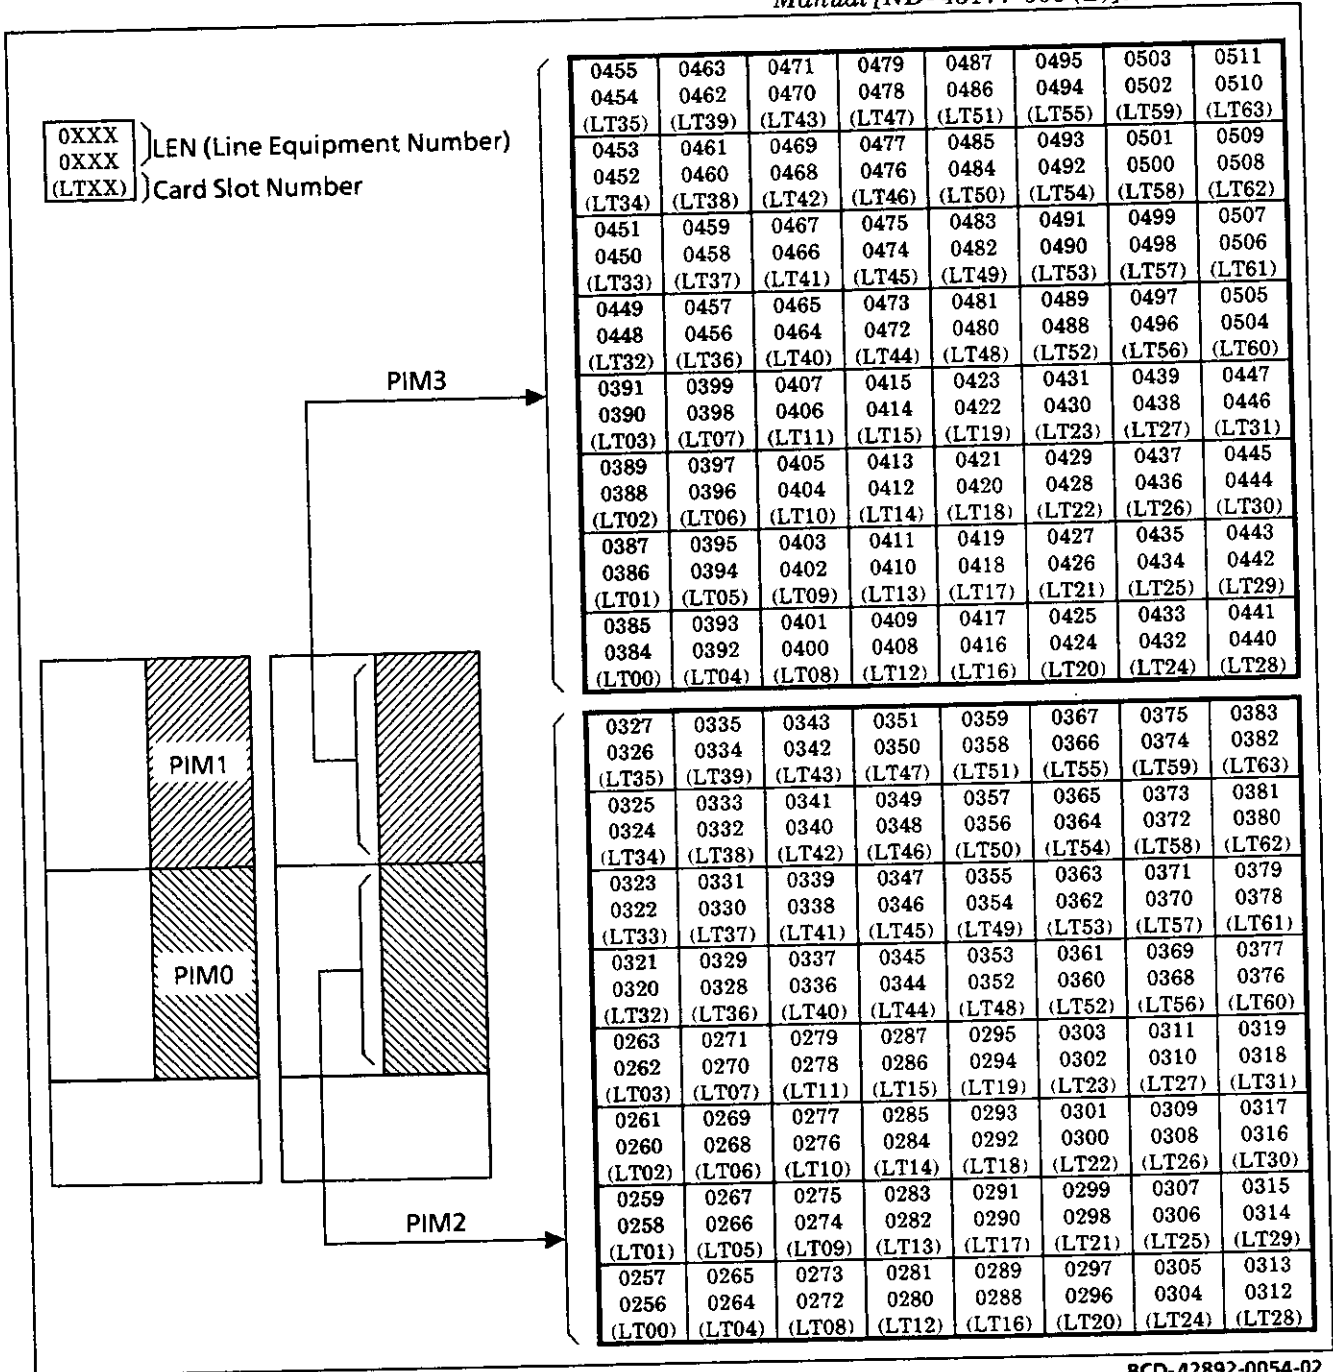 0XXX
0XXX
(LTXX)
LEN (Line Equipment Number)
Card Slot Number
PIM3
0455 0463 0471 0479 0487 0495 0503 0511
0454 0462 0470 0478 0486 0494 0502 0510
(LT35) (LT39) (LT43) (LT47) (LT51) (LT55) (LT59) (LT63)
0453 0461 0469 0477 0485 0493 0501 0509
0452 0460 0468 0476 0484 0492 0500 0508
(LT34) (LT38) (LT42) (LT46) (LT50) (LT54) (LT58) (LT62)
0451 0459 0467 0475 0483 0491 0499 0507
0450 0458 0466 0474 0482 0490 0498 0506
(LT33) (LT37) (LT41) (LT45) (LT49) (LT53) (LT57) (LT61)
0449 0457 0465 0473 0481 0489 0497 0505
0448 0456 0464 0472 0480 0488 0496 0504
(LT32) (LT36) (LT40) (LT44) (LT48) (LT52) (LT56) (LT60)
0391 0399 0407 0415 0423 0431 0439 0447
0390 0398 0406 0414 0422 0430 0438 0446
(LT03) (LT07) (LT11) (LT15) (LT19) (LT23) (LT27) (LT31)
0389 0397 0405 0413 0421 0429 0437 0445
0388 0396 0404 0412 0420 0428 0436 0444
(LT02) (LT06) (LT10) (LT14) (LT18) (LT22) (LT26) (LT30)
0387 0395 0403 0411 0419 0427 0435 0443
0386 0394 0402 0410 0418 0426 0434 0442
(LT01) (LT05) (LT09) (LT13) (LT17) (LT21) (LT25) (LT29)
0385 0393 0401 0409 0417 0425 0433 0441
0384 0392 0400 0408 0416 0424 0432 0440
(LT00) (LT04) (LT08) (LT12) (LT16) (LT20) (LT24) (LT28)
PIM1
PIM0
PIM2
0327 0335 0343 0351 0359 0367 0375 0383
0326 0334 0342 0350 0358 0366 0374 0382
(LT35) (LT39) (LT43) (LT47) (LT51) (LT55) (LT59) (LT63)
0325 0333 0341 0349 0357 0365 0373 0381
0324 0332 0340 0348 0356 0364 0372 0380
(LT34) (LT38) (LT42) (LT46) (LT50) (LT54) (LT58) (LT62)
0323 0331 0339 0347 0355 0363 0371 0379
0322 0330 0338 0346 0354 0362 0370 0378
(LT33) (LT37) (LT41) (LT45) (LT49) (LT53) (LT57) (LT61)
0321 0329 0337 0345 0353 0361 0369 0377
0320 0328 0336 0344 0352 0360 0368 0376
(LT32) (LT36) (LT40) (LT44) (LT48) (LT52) (LT56) (LT60)
0263 0271 0279 0287 0295 0303 0311 0319
0262 0270 0278 0286 0294 0302 0310 0318
(LT03) (LT07) (LT11) (LT15) (LT19) (LT23) (LT27) (LT31)
0261 0269 0277 0285 0293 0301 0309 0317
0260 0268 0276 0284 0292 0300 0308 0316
(LT02) (LT06) (LT10) (LT14) (LT18) (LT22) (LT26) (LT30)
0259 0267 0275 0283 0291 0299 0307 0315
0258 0266 0274 0282 0290 0298 0306 0314
(LT01) (LT05) (LT09) (LT13) (LT17) (LT21) (LT25) (LT29)
0257 0265 0273 0281 0289 0297 0305 0313
0256 0264 0272 0280 0288 0296 0304 0312
(LT00) (LT04) (LT08) (LT12) (LT16) (LT20) (LT24) (LT28)
BCD-42892-0054-02